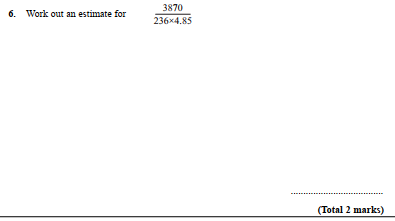 6. Work out an estimate for
3870
236×4.85
....................................
(Total 2 marks)